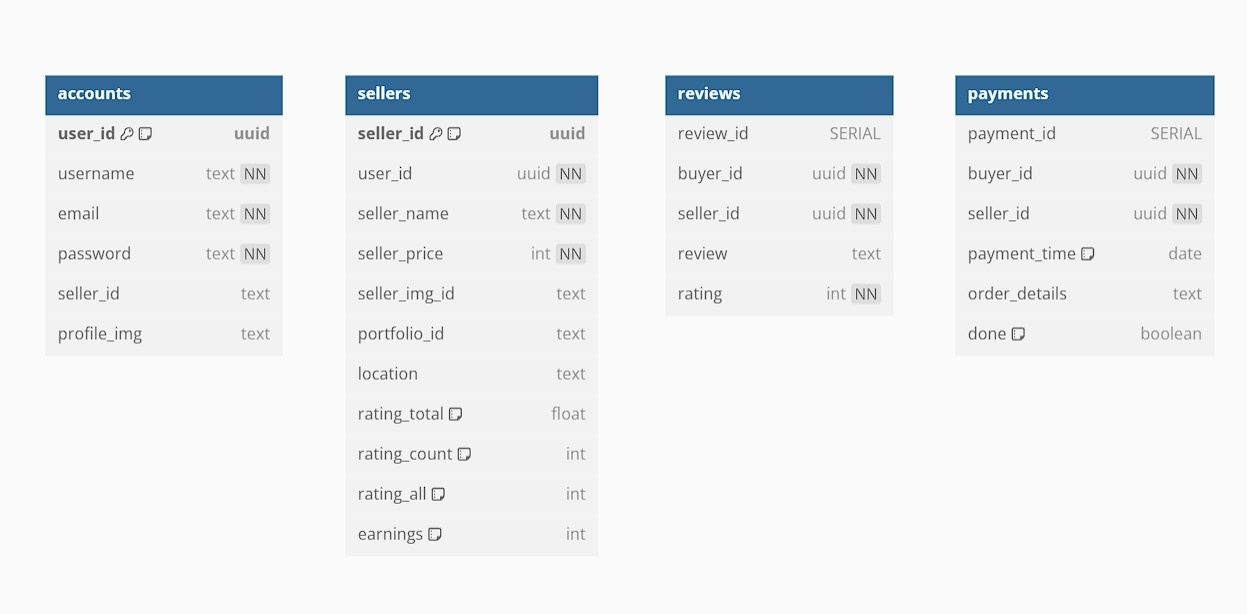 accounts
user_id uuid
username text NN
email text NN
password text NN
seller_id text
profile_img text
sellers
seller_id uuid
user_id uuid NN
seller_name text NN
seller_price int NN
seller_img_id text
portfolio_id text
location text
rating_total float
rating_count int
rating_all int
earnings int
reviews
review_id SERIAL
buyer_id uuid NN
seller_id uuid NN
review text
rating int NN
payments
payment_id SERIAL
buyer_id uuid NN
seller_id uuid NN
payment_time date
order_details text
done boolean